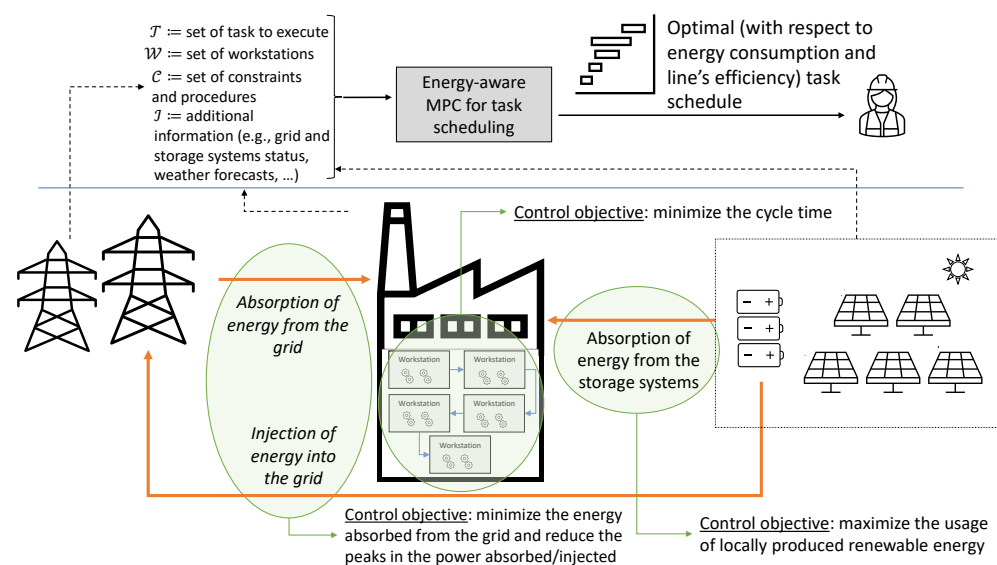 𝒯 ≔ set of task to execute
𝒲 ≔ set of workstations
𝒞 ≔ set of constraints
and procedures
ℐ ≔ additional
information (e.g., grid and
storage systems status,
weather forecasts, …)
Energy-aware
MPC for task
scheduling
Optimal (with respect to
energy consumption and
line's efficiency) task
schedule
Control objective: minimize the cycle time
Absorption of
energy from the
grid
Injection of
energy into
the grid
Workstation
Workstation
Workstation
Workstation
Workstation
Absorption of
energy from the
storage systems
− +
− +
− +
Control objective: minimize the energy
absorbed from the grid and reduce the
peaks in the power absorbed/injected
Control objective: maximize the usage
of locally produced renewable energy